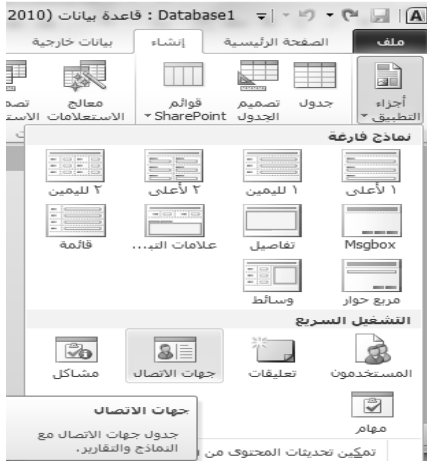 Database1 : قاعدة بيانات (2010
ملف الصفحة الرئيسية إنشاء بيانات خارجية
أجزاء التطبيق
جدول
تصميم الجدول
قوائم SharePoint
معالج الاستعلامات
نماذج فارغة
١ لأعلى ١ لليمين ٢ لأعلى ٢ لليمين
Msgbox تفاصيل علامات التبـ... قائمة
مربع حوار وسائط
التشغيل السريع
المستخدمون تعليقات جهات الاتصال مشاكل
مهام
جهات الاتصال
جدول جهات الاتصال مع
النماذج والتقارير.
تمكين تحديثات المحتوى من